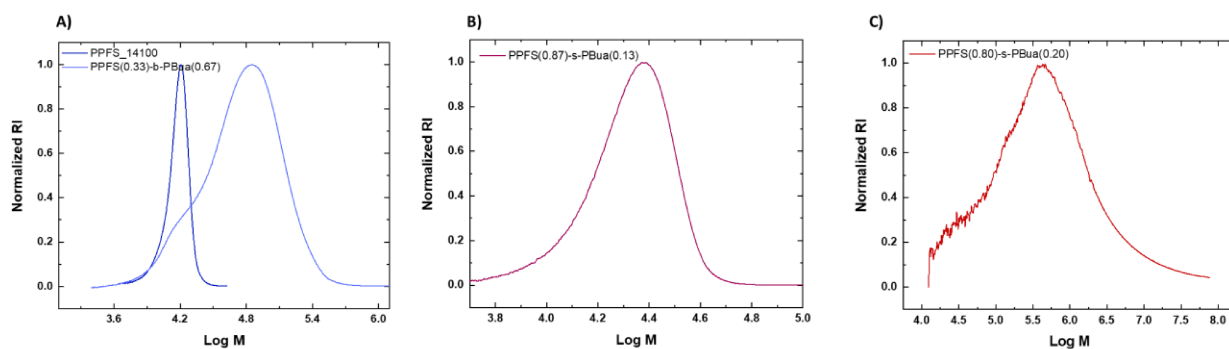 A)
PPFS_14100
PPFS(0.33)-b-PBua(0.67)
1.0
0.8
0.6
0.4
0.2
0.0
Normalized RI
3.6 4.2 4.8 5.4 6.0
Log M
B)
PPFS(0.87)-s-PBua(0.13)
1.0
0.8
0.6
0.4
0.2
0.0
Normalized RI
3.8 4.0 4.2 4.4 4.6 4.8 5.0
Log M
C)
PPFS(0.80)-s-PBua(0.20)
1.0
0.8
0.6
0.4
0.2
0.0
Normalized RI
4.0 4.5 5.0 5.5 6.0 6.5 7.0 7.5 8.0
Log M